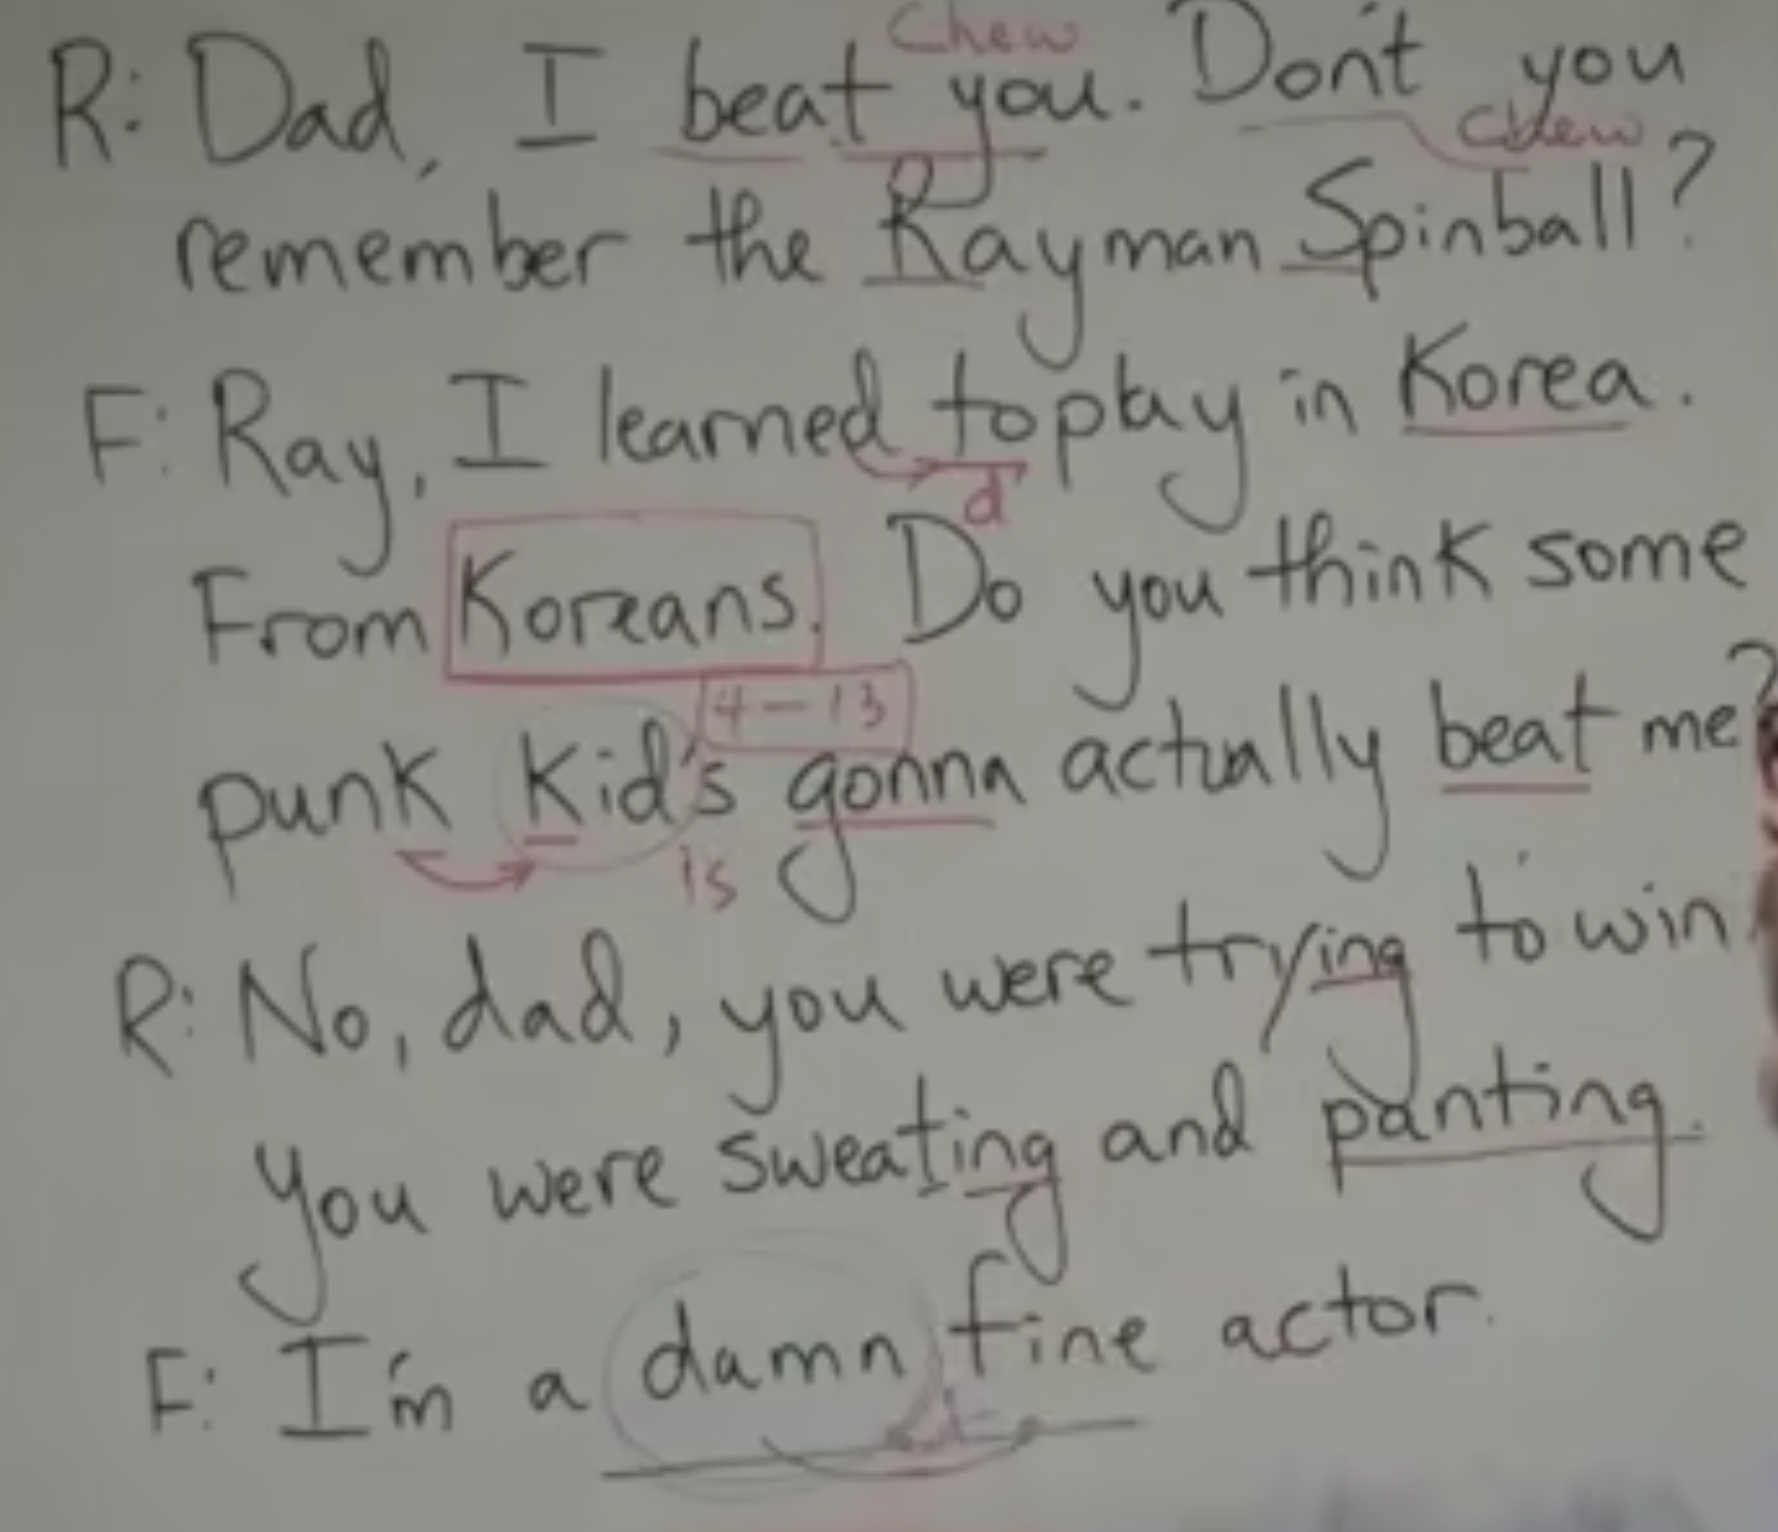 chew
R: Dad, I beat you. Don't you
chew
remember the Rayman Spinball?
F: Ray, I learned to play in Korea.
d
From Koreans. Do you think some
4-13
punk kid's gonna actually beat me?
is
R: No, dad, you were trying to win.
You were sweating and panting.
F: I'm a damn fine actor.